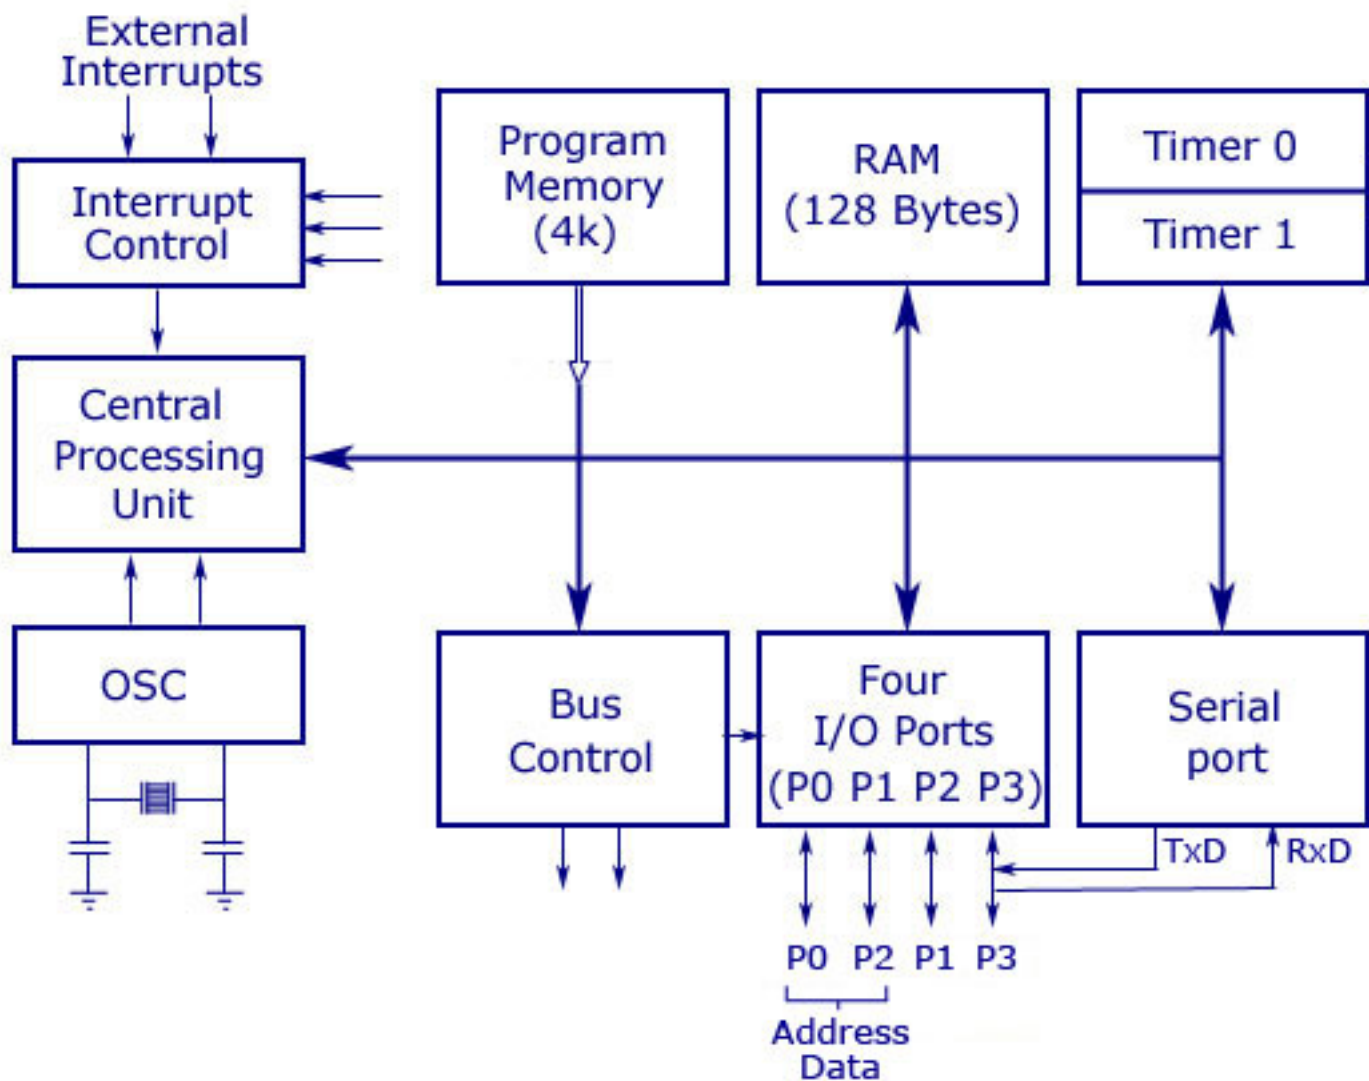 External
Interrupts
Interrupt
Control
Program
Memory
(4k)
RAM
(128 Bytes)
Timer 0
Timer 1
Central
Processing
Unit
OSC
Bus
Control
Four
I/O Ports
(P0 P1 P2 P3)
Serial
port
TxD
RxD
P0 P2 P1 P3
Address
Data